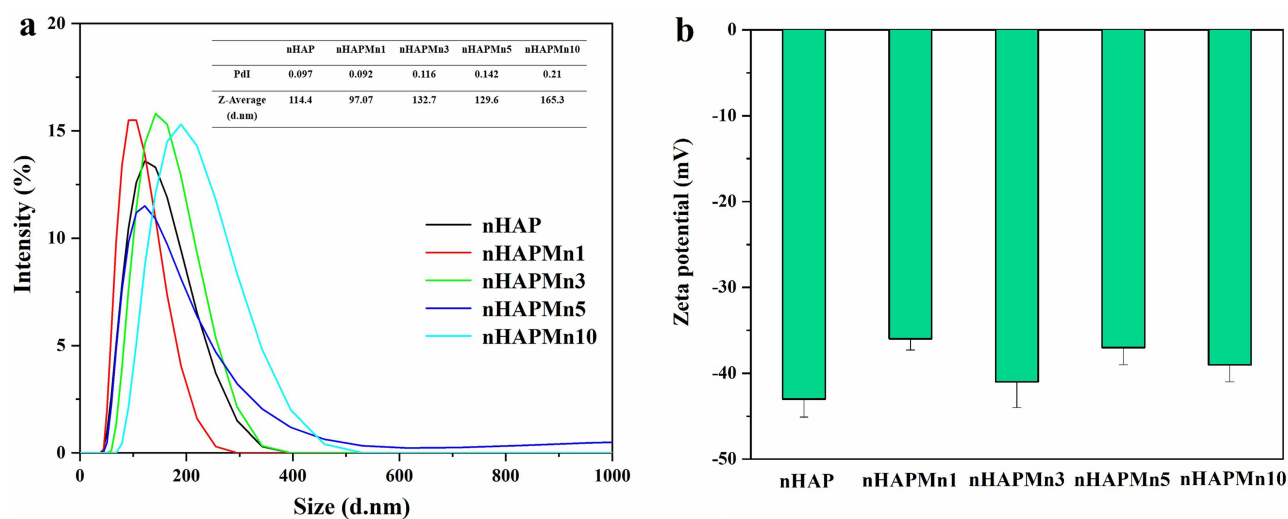 a
20
15
10
5
0
Intensity (%)
nHAP nHAPMn1 nHAPMn3 nHAPMn5 nHAPMn10
PdI 0.097 0.092 0.116 0.142 0.21
Z-Average 114.4 97.07 132.7 129.6 165.3
(d.nm)
nHAP
nHAPMn1
nHAPMn3
nHAPMn5
nHAPMn10
0 200 400 600 800 1000
Size (d.nm)
b
0
-10
-20
-30
-40
-50
Zeta potential (mV)
nHAP nHAPMn1 nHAPMn3 nHAPMn5 nHAPMn10